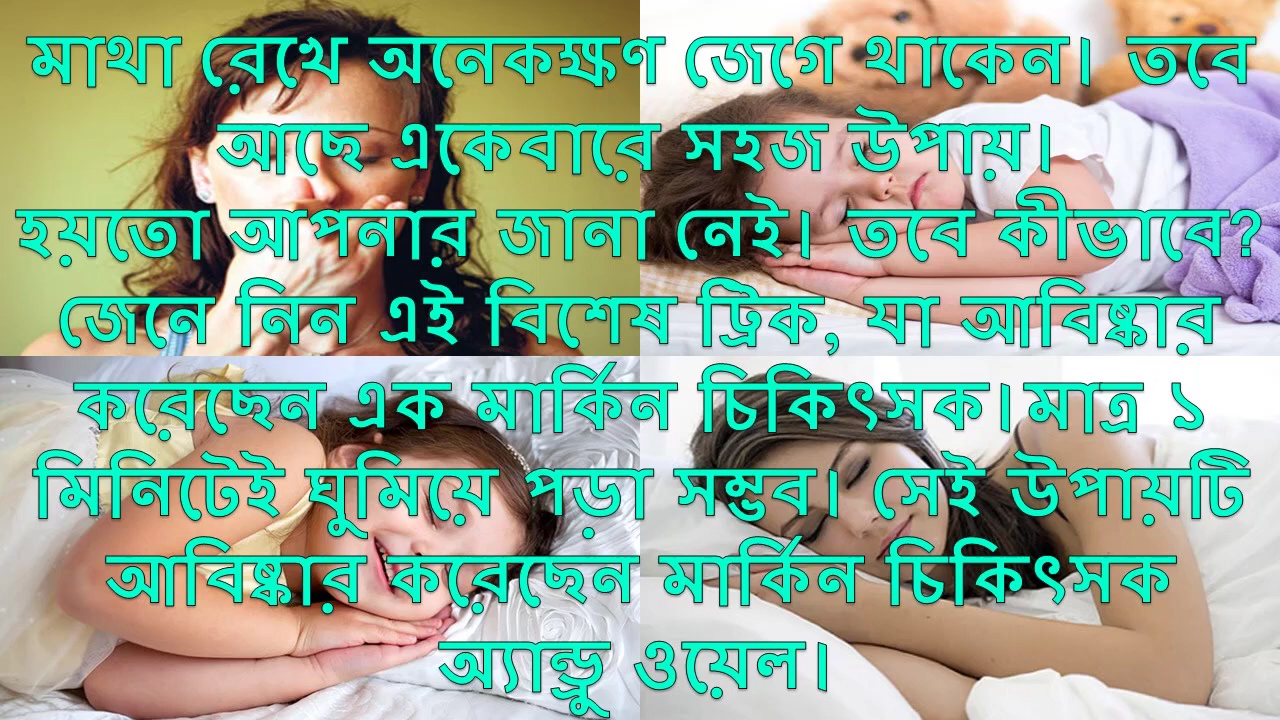 মাথা রেখে অনেকক্ষণ জেগে থাকেন। তবে
আছে একেবারে সহজ উপায়।
হয়তো আপনার জানা নেই। তবে কীভাবে?
জেনে নিন এই বিশেষ ট্রিক, যা আবিষ্কার
করেছেন এক মার্কিন চিকিৎসক।মাত্র ১
মিনিটেই ঘুমিয়ে পড়া সম্ভব। সেই উপায়টি
আবিষ্কার করেছেন মার্কিন চিকিৎসক
অ্যান্ড্রু ওয়েল।